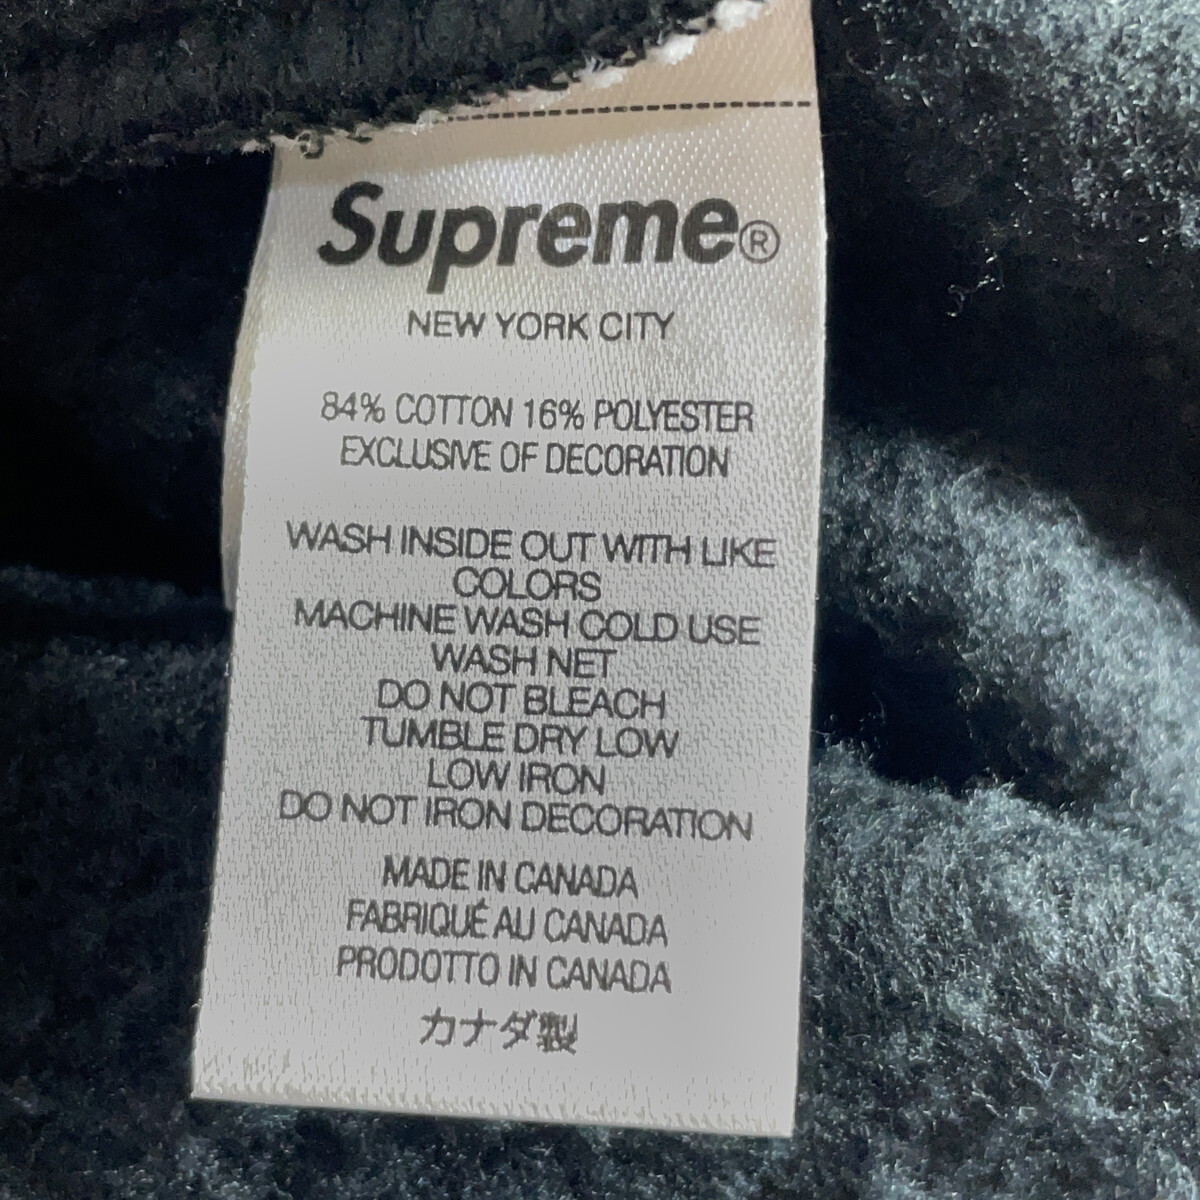 Supreme®
NEW YORK CITY
84% COTTON 16% POLYESTER
EXCLUSIVE OF DECORATION
WASH INSIDE OUT WITH LIKE
COLORS
MACHINE WASH COLD USE
WASH NET
DO NOT BLEACH
TUMBLE DRY LOW
LOW IRON
DO NOT IRON DECORATION
MADE IN CANADA
FABRIQUÉ AU CANADA
PRODOTTO IN CANADA
カナダ製